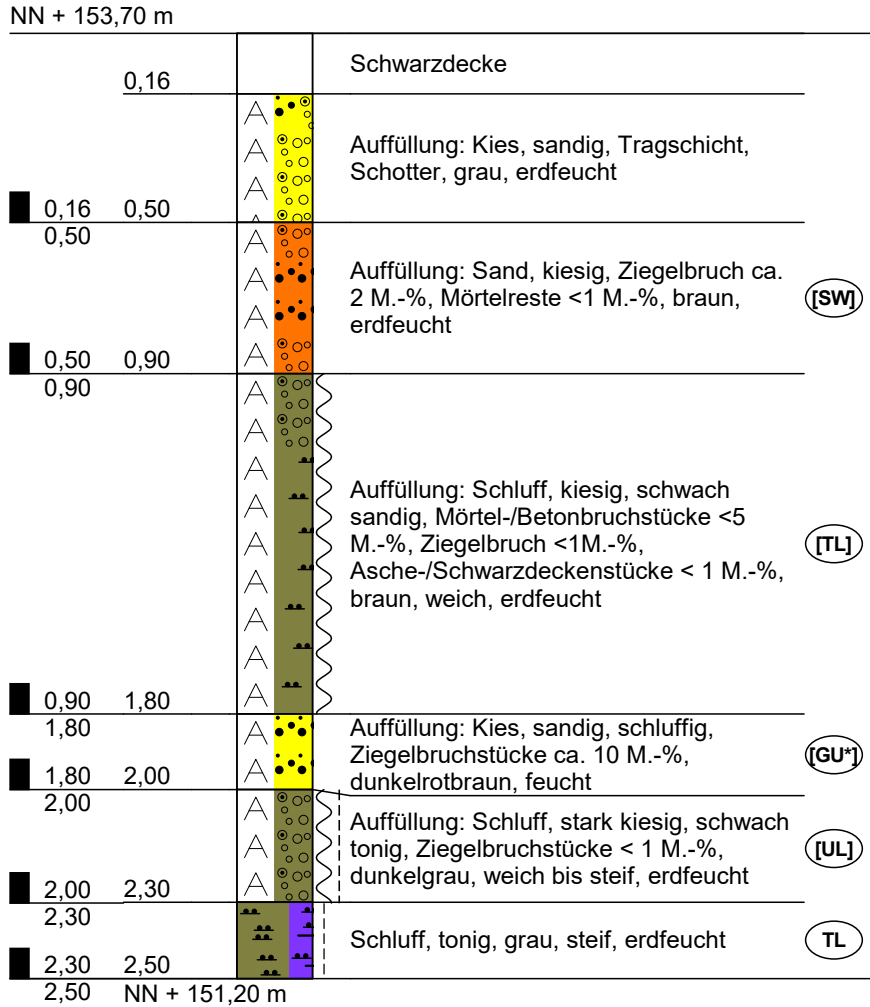 NN + 153,70 m
Schwarzdecke
0,16
A
Auffüllung: Kies, sandig, Tragschicht,
Schotter, grau, erdfeucht
A
A
0,16 0,50
A
0,50
A
Auffüllung: Sand, kiesig, Ziegelbruch ca.
2 M.-%, Mörtelreste <1 M.-%, braun,
erdfeucht
[SW]
A
A
0,50 0,90
A
0,90
A
A
A
A
Auffüllung: Schluff, kiesig, schwach
sandig, Mörtel-/Betonbruchstücke <5
M.-%, Ziegelbruch <1M.-%,
Asche-/Schwarzdeckenstücke < 1 M.-%,
braun, weich, erdfeucht
[TL]
A
A
A
A
0,90 1,80
A
1,80
A
Auffüllung: Kies, sandig, schluffig,
Ziegelbruchstücke ca. 10 M.-%,
dunkelrotbraun, feucht
[GU*]
1,80 2,00
A
2,00
A
Auffüllung: Schluff, stark kiesig, schwach
tonig, Ziegelbruchstücke < 1 M.-%,
dunkelgrau, weich bis steif, erdfeucht
[UL]
A
2,00 2,30
A
2,30
Schluff, tonig, grau, steif, erdfeucht
TL
2,30 2,50
2,50 NN + 151,20 m